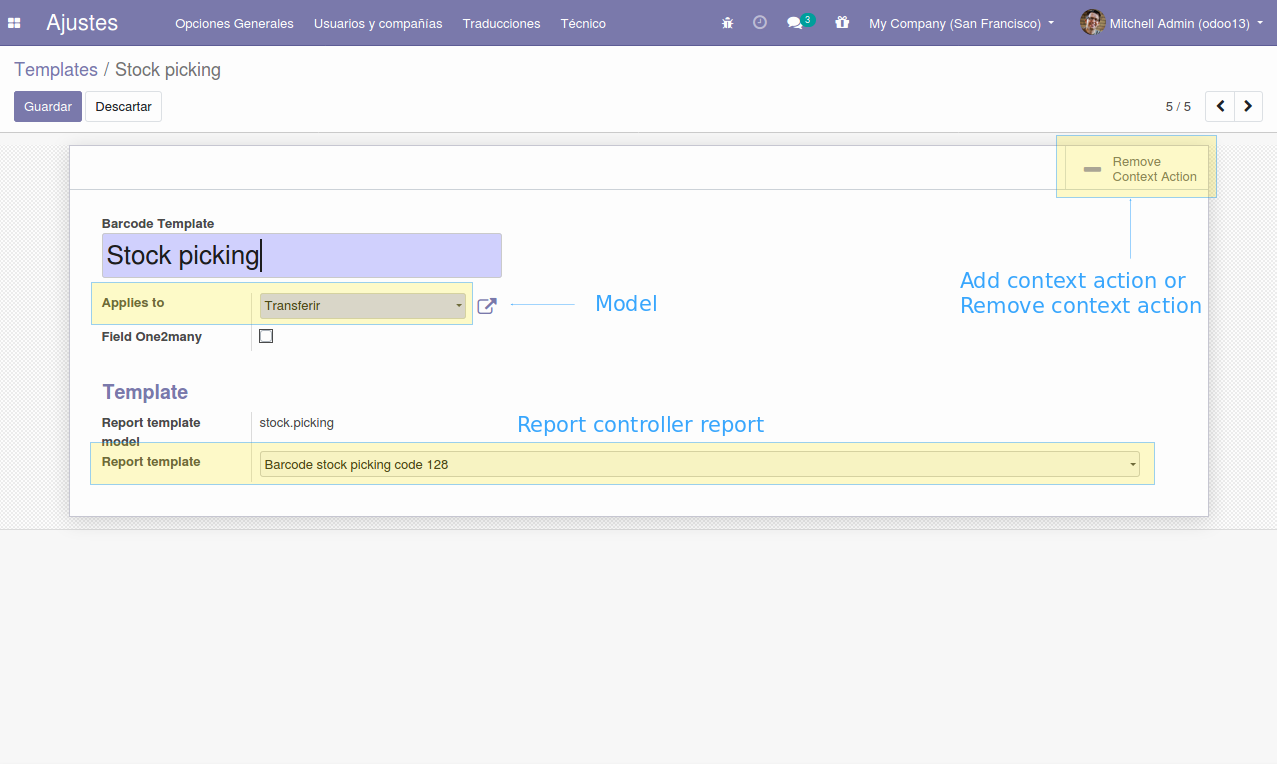 Ajustes Opciones Generales Usuarios y compañías Traducciones Técnico 3 My Company (San Francisco) Mitchell Admin (odoo13)
Templates / Stock picking
Guardar Descartar 5 / 5
Remove
Context Action
Barcode Template
Stock picking
Add context action or
Remove context action
Applies to Transferir Model
Field One2many
Template
Report template
model
stock.picking
Report controller report
Report template Barcode stock picking code 128